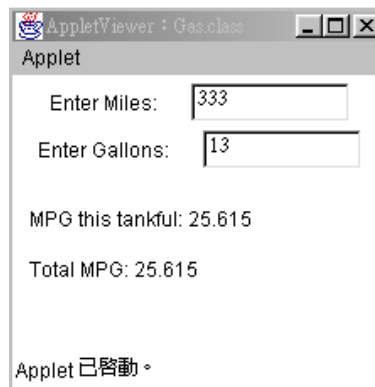 AppletViewer：Gas.class
Applet
Enter Miles: 333
Enter Gallons: 13
MPG this tankful: 25.615
Total MPG: 25.615
Applet 已啓動。